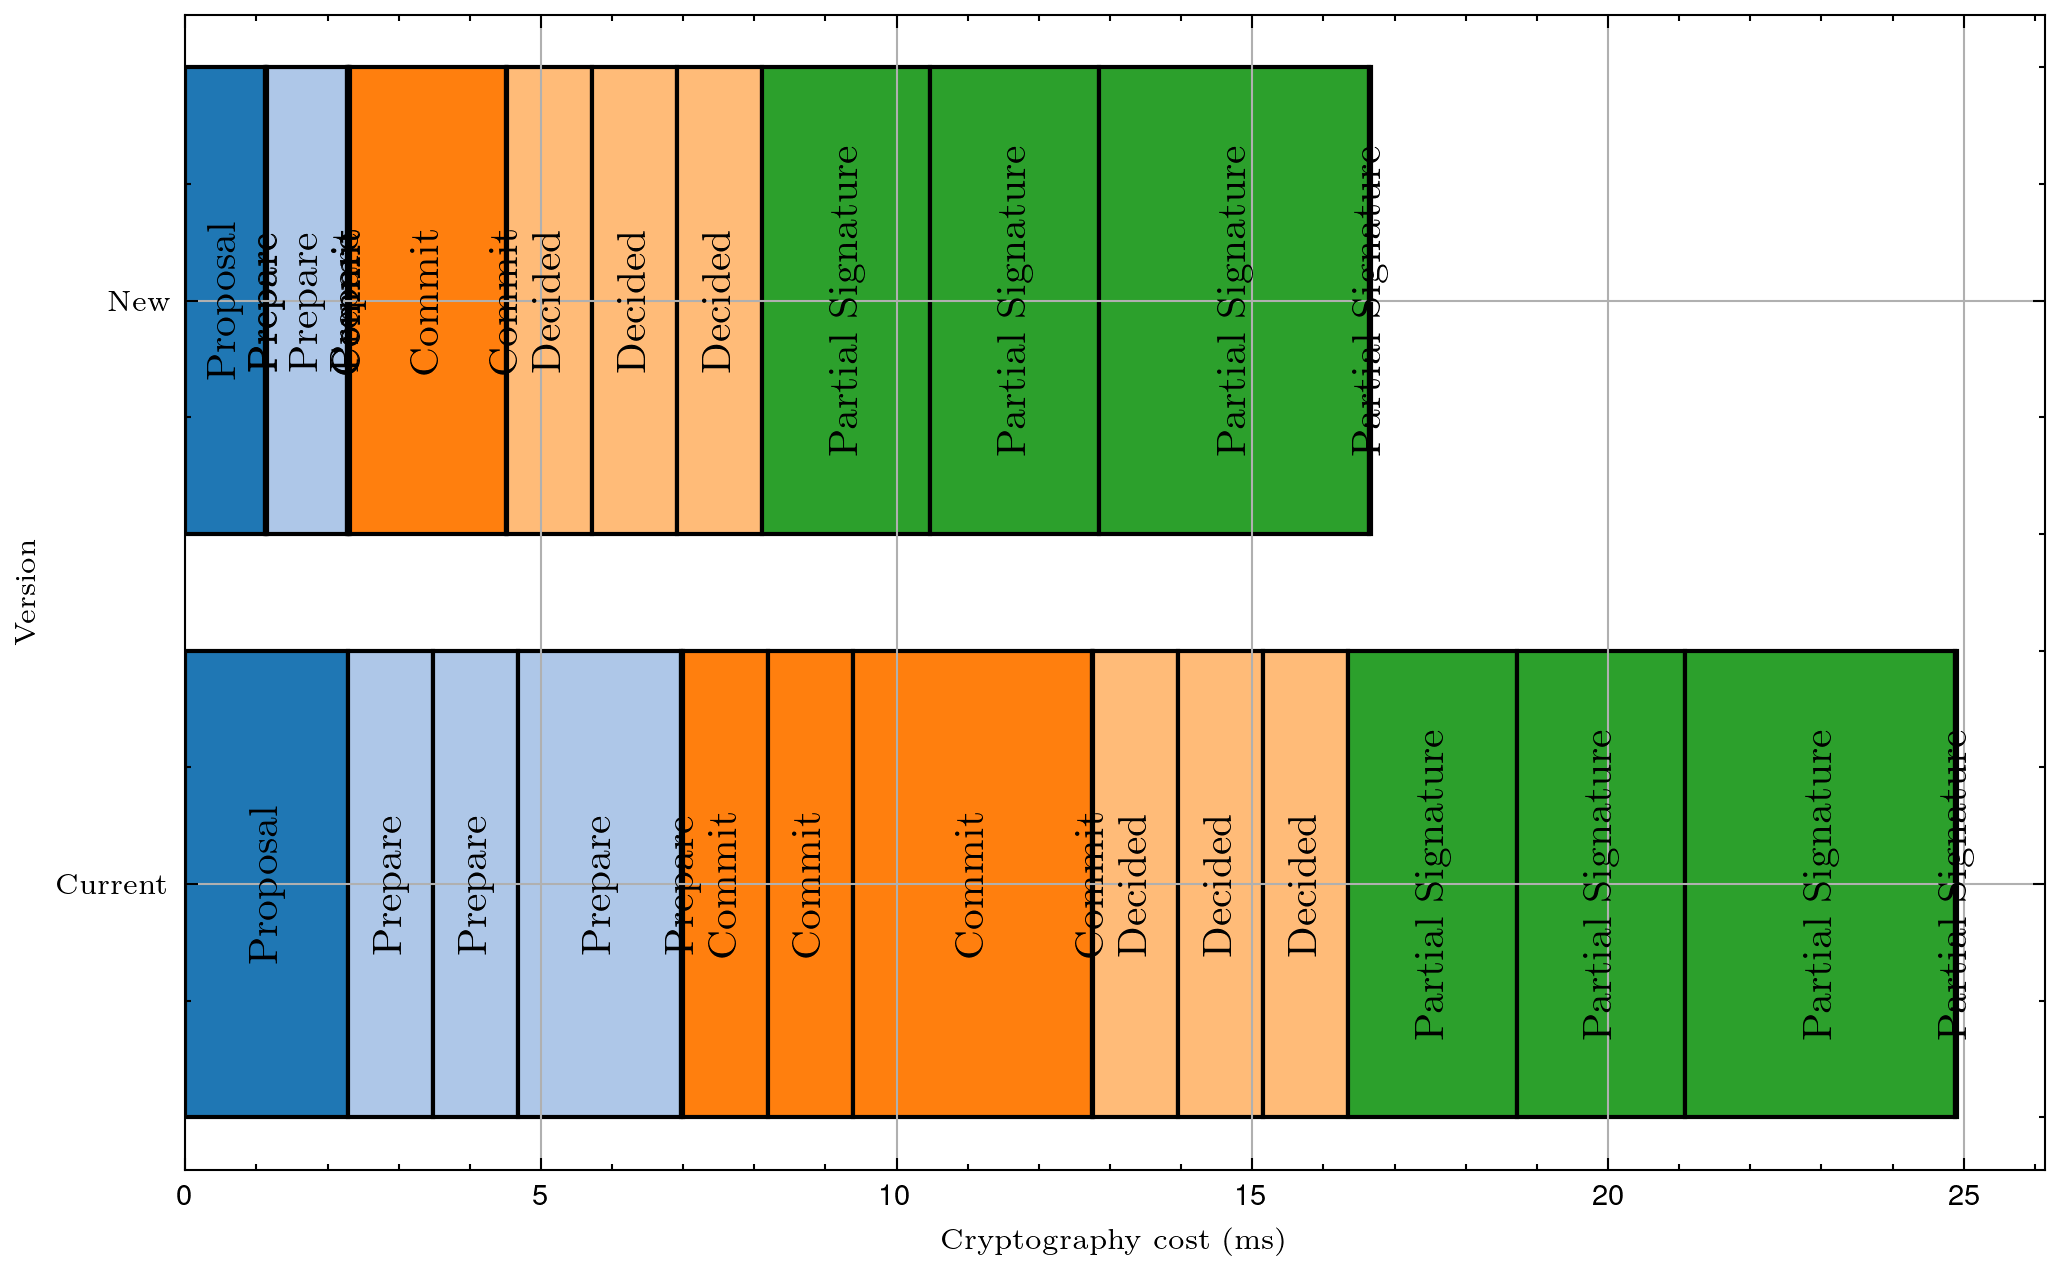 New
Proposal
Prepare
Prepare
Prepare
Commit
Commit
Commit
Decided
Decided
Decided
Partial Signature
Partial Signature
Partial Signature
Partial Signature
Version
Current
Proposal
Prepare
Prepare
Prepare
Prepare
Commit
Commit
Commit
Commit
Decided
Decided
Decided
Partial Signature
Partial Signature
Partial Signature
Partial Signature
0 5 10 15 20 25
Cryptography cost (ms)